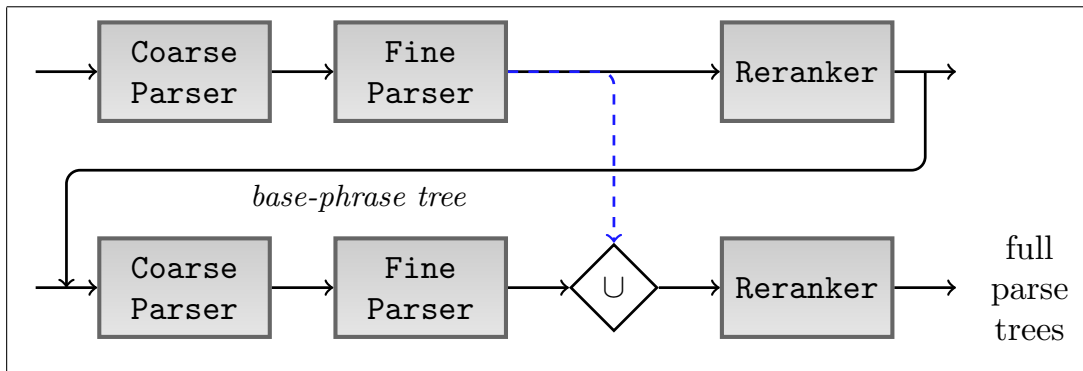 Coarse
Parser
Fine
Parser
Reranker
base-phrase tree
Coarse
Parser
Fine
Parser
∪
Reranker
full
parse
trees